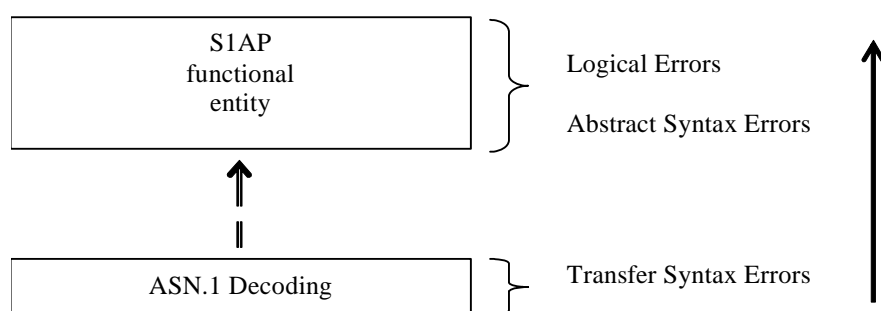 S1AP
functional
entity
Logical Errors
Abstract Syntax Errors
ASN.1 Decoding
Transfer Syntax Errors